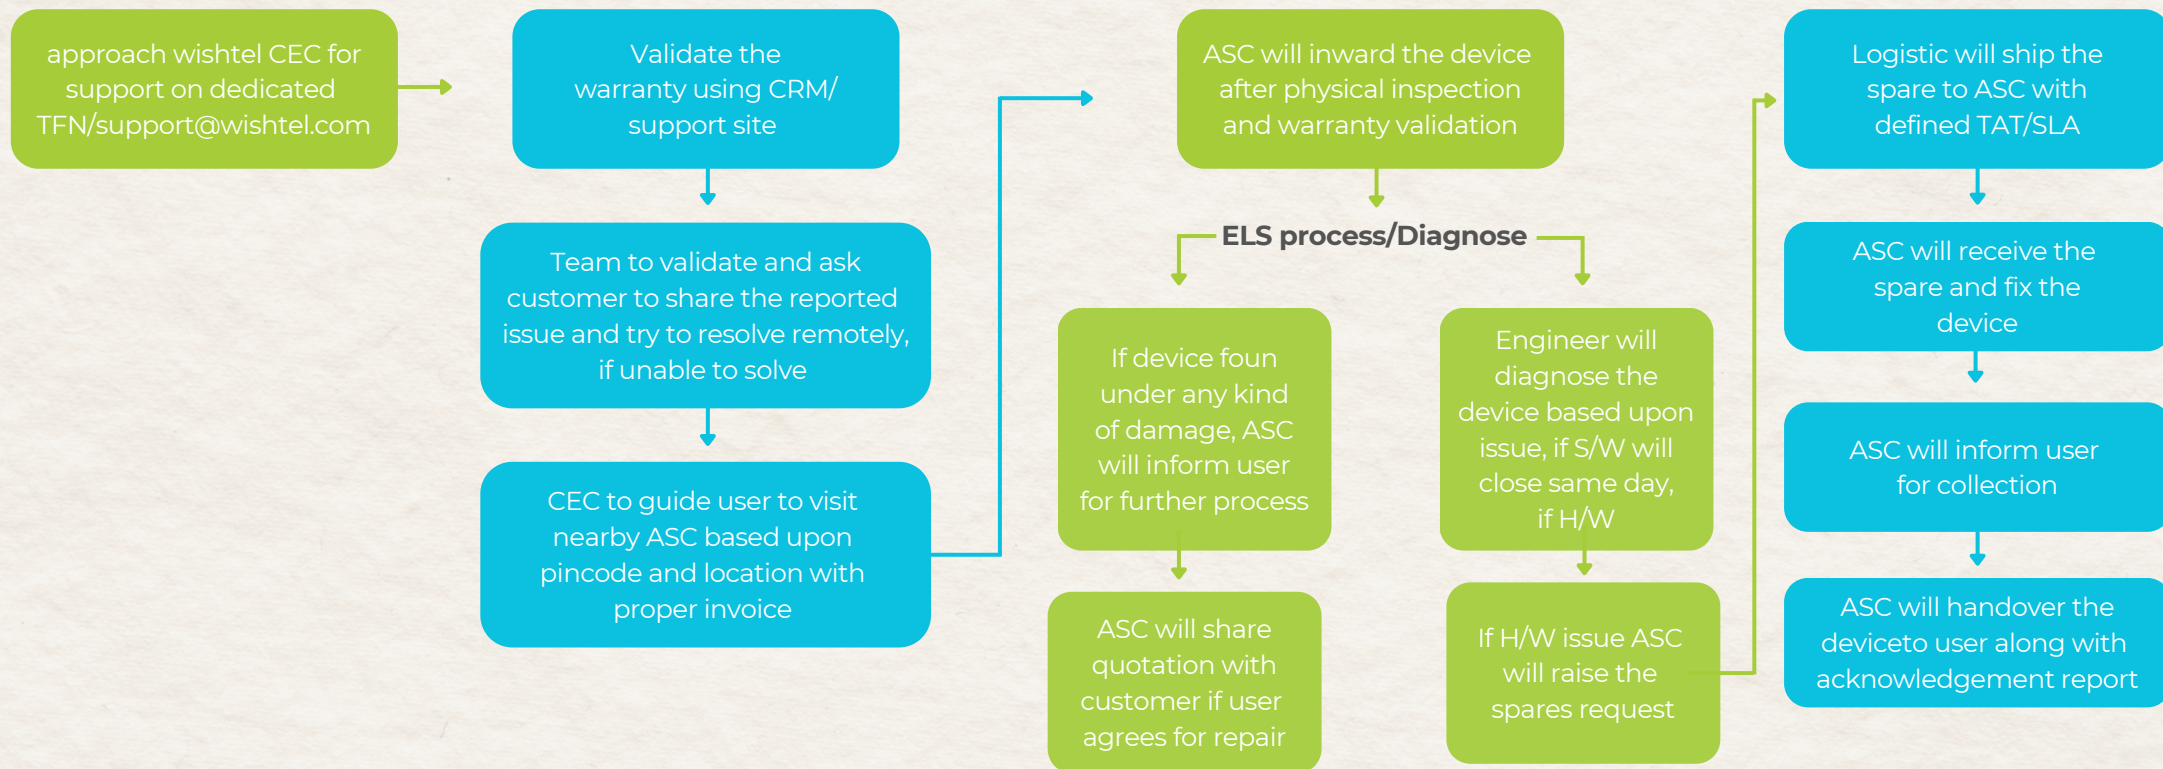 approach wishtel CEC for
support on dedicated
TFN/support@wishtel.com
Validate the
warranty using CRM/
support site
Team to validate and ask
customer to share the reported
issue and try to resolve remotely,
if unable to solve
CEC to guide user to visit
nearby ASC based upon
pincode and location with
proper invoice
ASC will inward the device
after physical inspection
and warranty validation
ELS process/Diagnose
If device foun
under any kind
of damage, ASC
will inform user
for further process
ASC will share
quotation with
customer if user
agrees for repair
Engineer will
diagnose the
device based upon
issue, if S/W will
close same day,
if H/W
If H/W issue ASC
will raise the
spares request
Logistic will ship the
spare to ASC with
defined TAT/SLA
ASC will receive the
spare and fix the
device
ASC will inform user
for collection
ASC will handover the
deviceto user along with
acknowledgement report